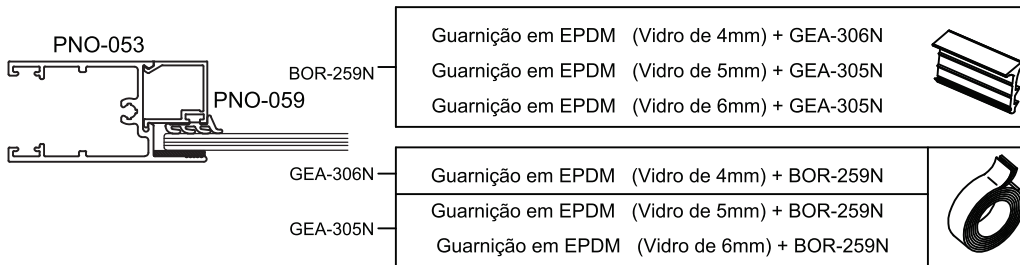 PNO-053
PNO-059
BOR-259N
Guarnição em EPDM (Vidro de 4mm) + GEA-306N
Guarnição em EPDM (Vidro de 5mm) + GEA-305N
Guarnição em EPDM (Vidro de 6mm) + GEA-305N
GEA-306N
Guarnição em EPDM (Vidro de 4mm) + BOR-259N
GEA-305N
Guarnição em EPDM (Vidro de 5mm) + BOR-259N
Guarnição em EPDM (Vidro de 6mm) + BOR-259N